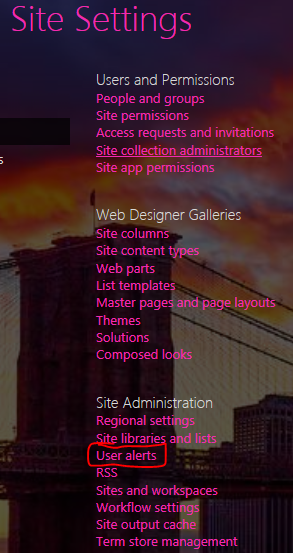 Site Settings
Users and Permissions
People and groups
Site permissions
Access requests and invitations
Site collection administrators
Site app permissions
s
Web Designer Galleries
Site columns
Site content types
Web parts
List templates
Master pages and page layouts
Themes
Solutions
Composed looks
Site Administration
Regional settings
Site libraries and lists
User alerts
RSS
Sites and workspaces
Workflow settings
Site output cache
Term store management